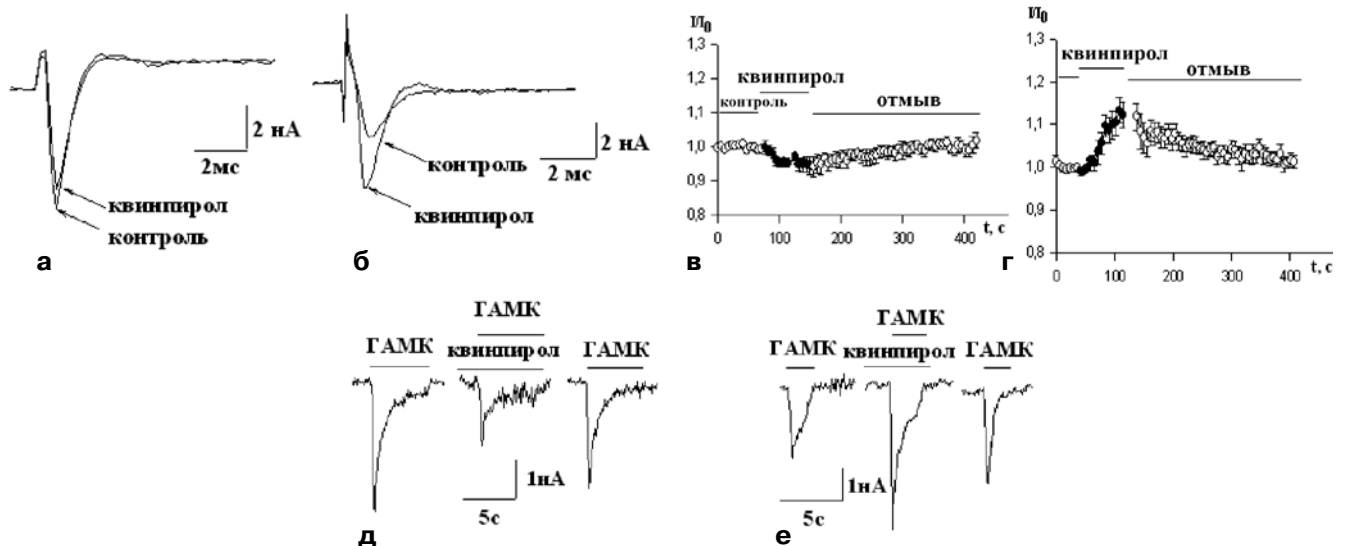 2 нА
2мс
квинпирол
контроль
а
2 нА
2 мс
контроль
квинпирол
б
I/I0
1,3
1,2
1,1
1,0
0,9
0,8
квинпирол
контроль
отмыв
0 100 200 300 400 t, с
в
I/I0
1,3
1,2
1,1
1,0
0,9
0,8
квинпирол
отмыв
0 100 200 300 400 t, с
г
ГАМК
ГАМК
квинпирол
ГАМК
1нА
5с
д
ГАМК
ГАМК
квинпирол
ГАМК
1нА
5с
е